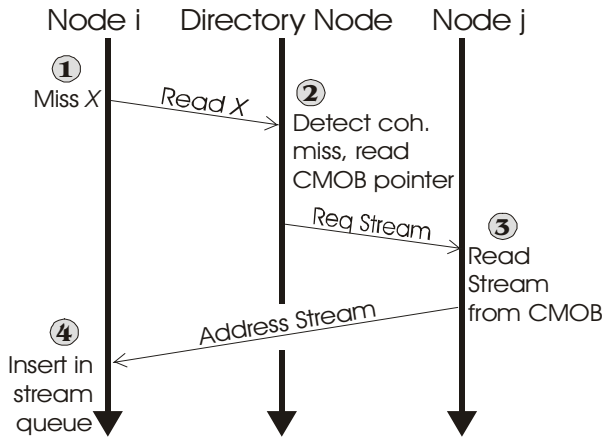 Node i Directory Node Node j
1
Miss X
Read X
2
Detect coh.
miss, read
CMOB pointer
Req Stream
3
Read
Stream
from CMOB
Address Stream
4
Insert in
stream
queue